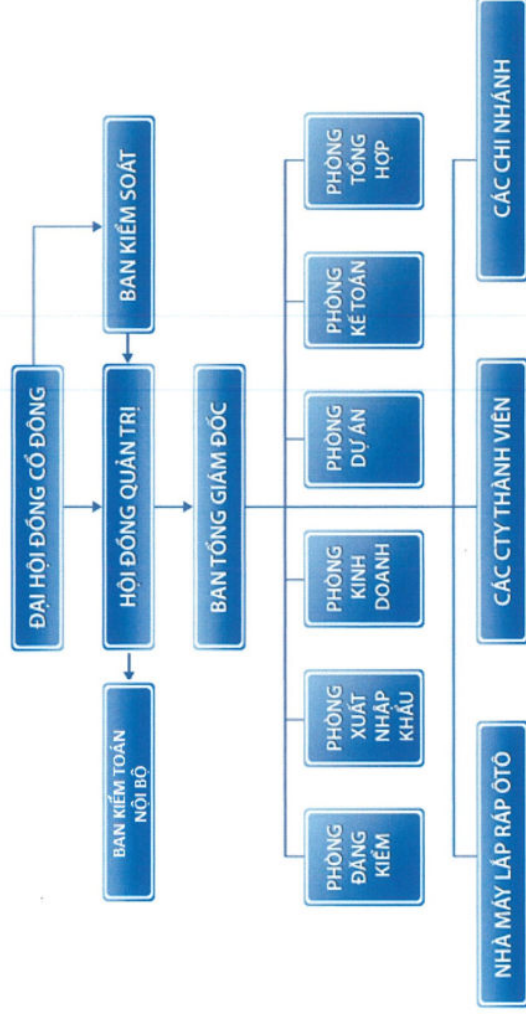 ĐẠI HỘI ĐỒNG CỔ ĐÔNG
BAN KIỂM TOÁN
NỘI BỘ
HỘI ĐỒNG QUẢN TRỊ
BAN KIỂM SOÁT
BAN TỔNG GIÁM ĐỐC
PHÒNG
ĐĂNG
KIỂM
PHÒNG
XUẤT
NHẬP
KHẨU
PHÒNG
KINH
DOANH
PHÒNG
DỰ ÁN
PHÒNG
KẾ TOÁN
PHÒNG
TỔNG
HỢP
NHÀ MÁY LẮP RÁP ÔTÔ
CÁC CTY THÀNH VIÊN
CÁC CHI NHÁNH